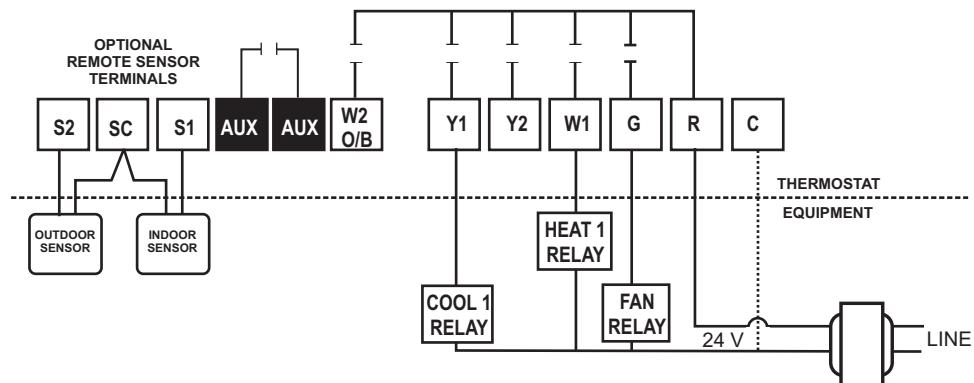 OPTIONAL
REMOTE SENSOR
TERMINALS
S2
SC
S1
AUX
AUX
W2
O/B
Y1
Y2
W1
G
R
C
THERMOSTAT
EQUIPMENT
OUTDOOR
SENSOR
INDOOR
SENSOR
HEAT 1
RELAY
COOL 1
RELAY
FAN
RELAY
24 V
LINE